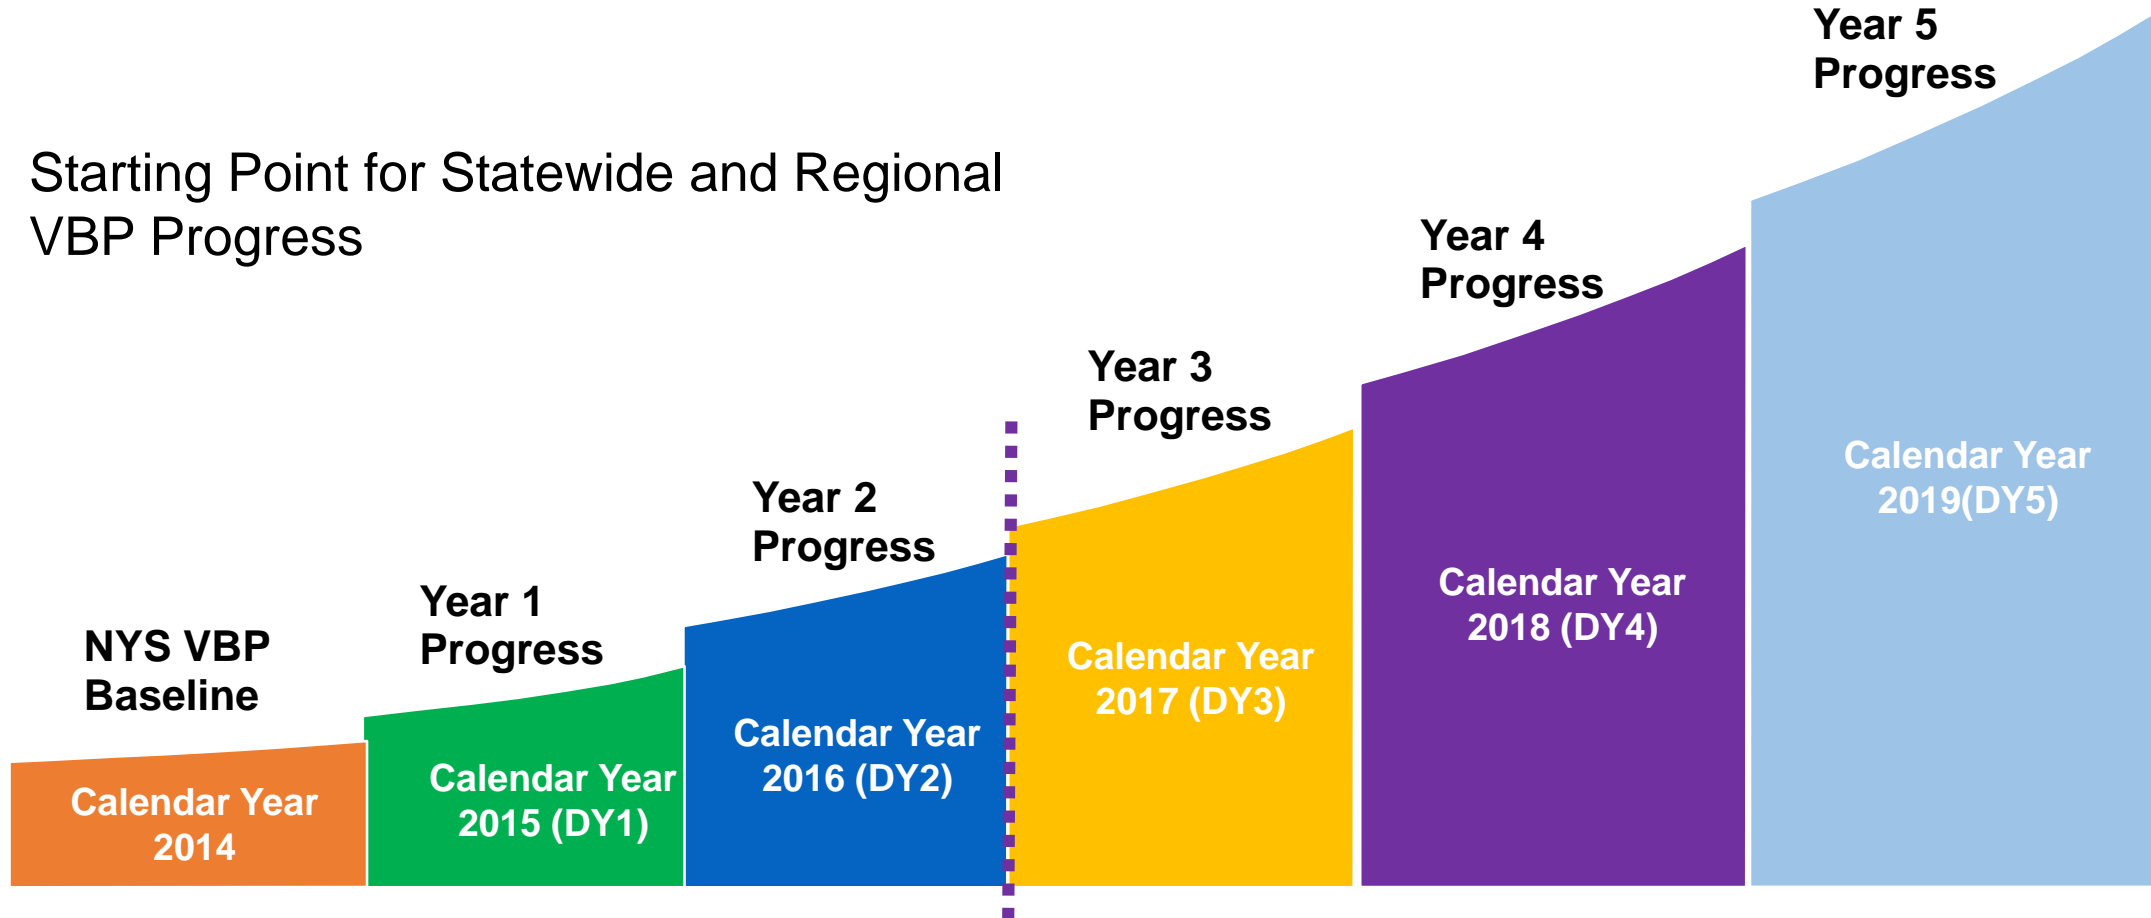 Starting Point for Statewide and Regional
VBP Progress
NYS VBP
Baseline
Calendar Year
2014
Year 1
Progress
Calendar Year
2015 (DY1)
Year 2
Progress
Calendar Year
2016 (DY2)
Year 3
Progress
Calendar Year
2017 (DY3)
Year 4
Progress
Calendar Year
2018 (DY4)
Year 5
Progress
Calendar Year
2019(DY5)